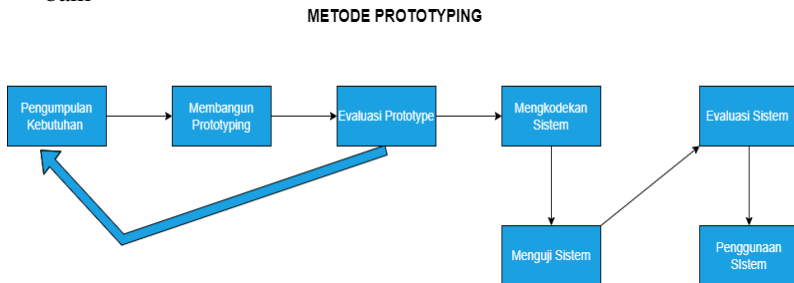 METODE PROTOTYPING
Pengumpulan
Kebutuhan
Membangun
Prototyping
Evaluasi Prototype
Mengkodekan
Sistem
Evaluasi Sistem
Menguji Sistem
Penggunaan
SIstem